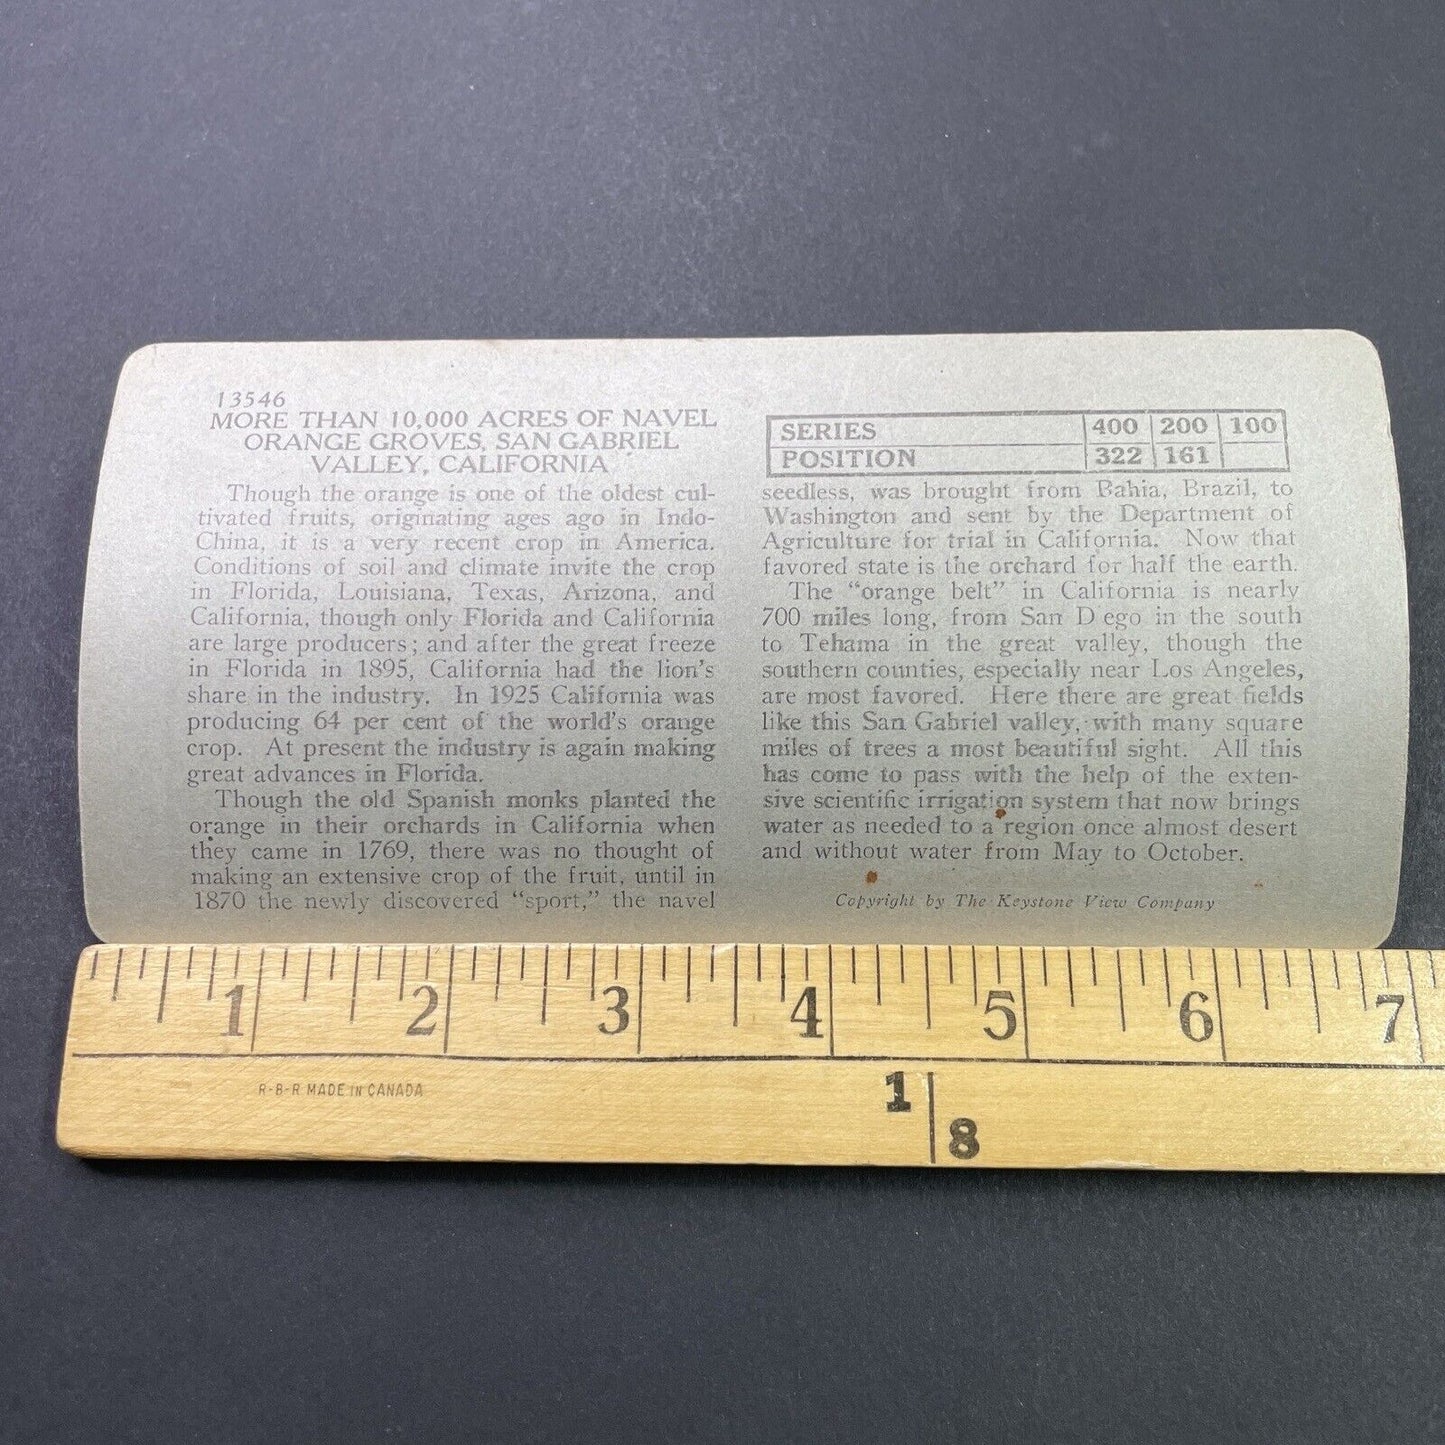 13546
MORE THAN 10,000 ACRES OF NAVEL
ORANGE GROVES, SAN GABRIEL
VALLEY, CALIFORNIA
Though the orange is one of the oldest cul-
tivated fruits, originating ages ago in Indo-
China, it is a very recent crop in America.
Conditions of soil and climate invite the crop
in Florida, Louisiana, Texas, Arizona, and
California, though only Florida and California
are large producers; and after the great freeze
in Florida in 1895, California had the lion's
share in the industry. In 1925 California was
producing 64 per cent of the world's orange
crop. At present the industry is again making
great advances in Florida.
Though the old Spanish monks planted the
orange in their orchards in California when
they came in 1769, there was no thought of
making an extensive crop of the fruit, until in
1870 the newly discovered "sport," the navel
SERIES 400 200 100
POSITION 322 161
seedless, was brought from Bahia, Brazil, to
Washington and sent by the Department of
Agriculture for trial in California. Now that
favored state is the orchard for half the earth.
The "orange belt" in California is nearly
700 miles long, from San D ego in the south
to Tehama in the great valley, though the
southern counties, especially near Los Angeles,
are most favored. Here there are great fields
like this San Gabriel valley, with many square
miles of trees a most beautiful sight. All this
has come to pass with the help of the exten-
sive scientific irrigation system that now brings
water as needed to a region once almost desert
and without water from May to October.
Copyright by The Keystone View Company
1 2 3 4 5 6 7
R-B-R MADE IN CANADA
1
8